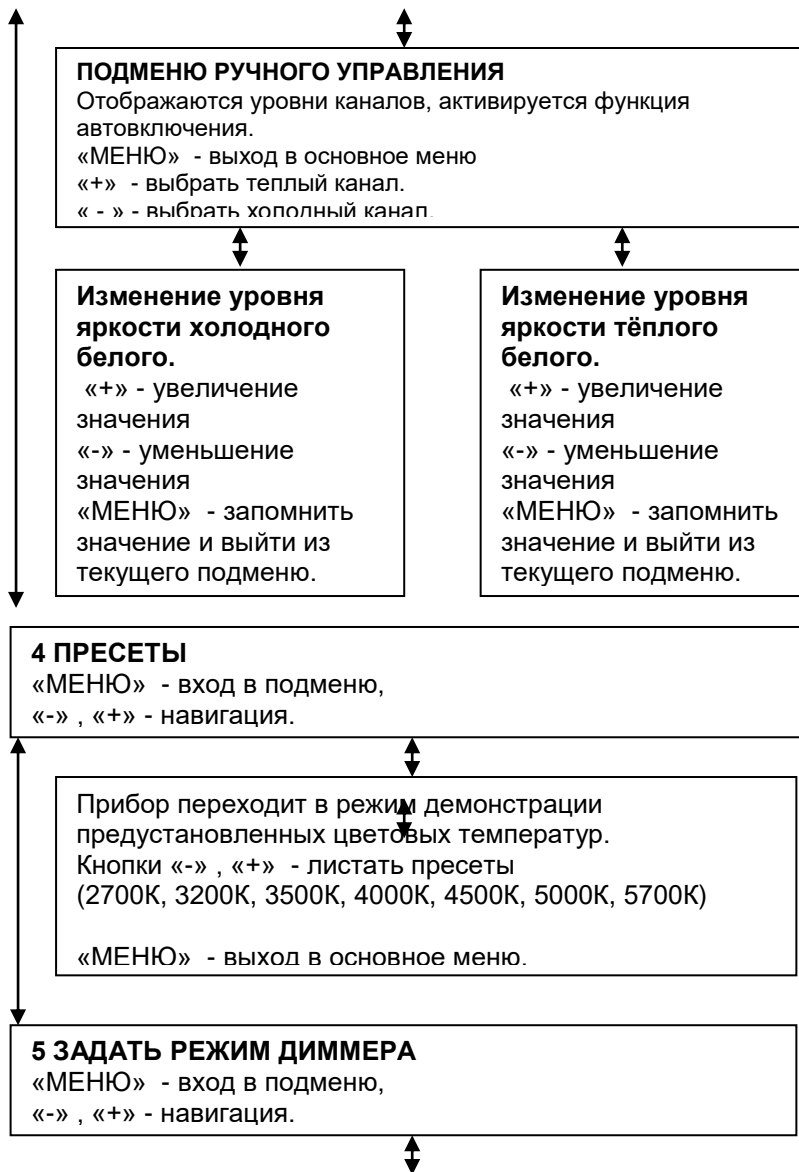 ПОДМЕНЮ РУЧНОГО УПРАВЛЕНИЯ
Отображаются уровни каналов, активируется функция
автовключения.
«МЕНЮ»  - выход в основное меню
«+»  - выбрать теплый канал.
« - » - выбрать холодный канал.
Изменение уровня
яркости холодного
белого.
«+» - увеличение
значения
«-» - уменьшение
значения
«МЕНЮ»  - запомнить
значение и выйти из
текущего подменю.
Изменение уровня
яркости тёплого
белого.
«+» - увеличение
значения
«-» - уменьшение
значения
«МЕНЮ»  - запомнить
значение и выйти из
текущего подменю.
4 ПРЕСЕТЫ
«МЕНЮ»  - вход в подменю,
«-» , «+» - навигация.
Прибор переходит в режим демонстрации
предустановленных цветовых температур.
Кнопки «-» , «+»  - листать пресеты
(2700К, 3200К, 3500К, 4000К, 4500К, 5000К, 5700К)
«МЕНЮ»  - выход в основное меню.
5 ЗАДАТЬ РЕЖИМ ДИММЕРА
«МЕНЮ»  - вход в подменю,
«-» , «+» - навигация.